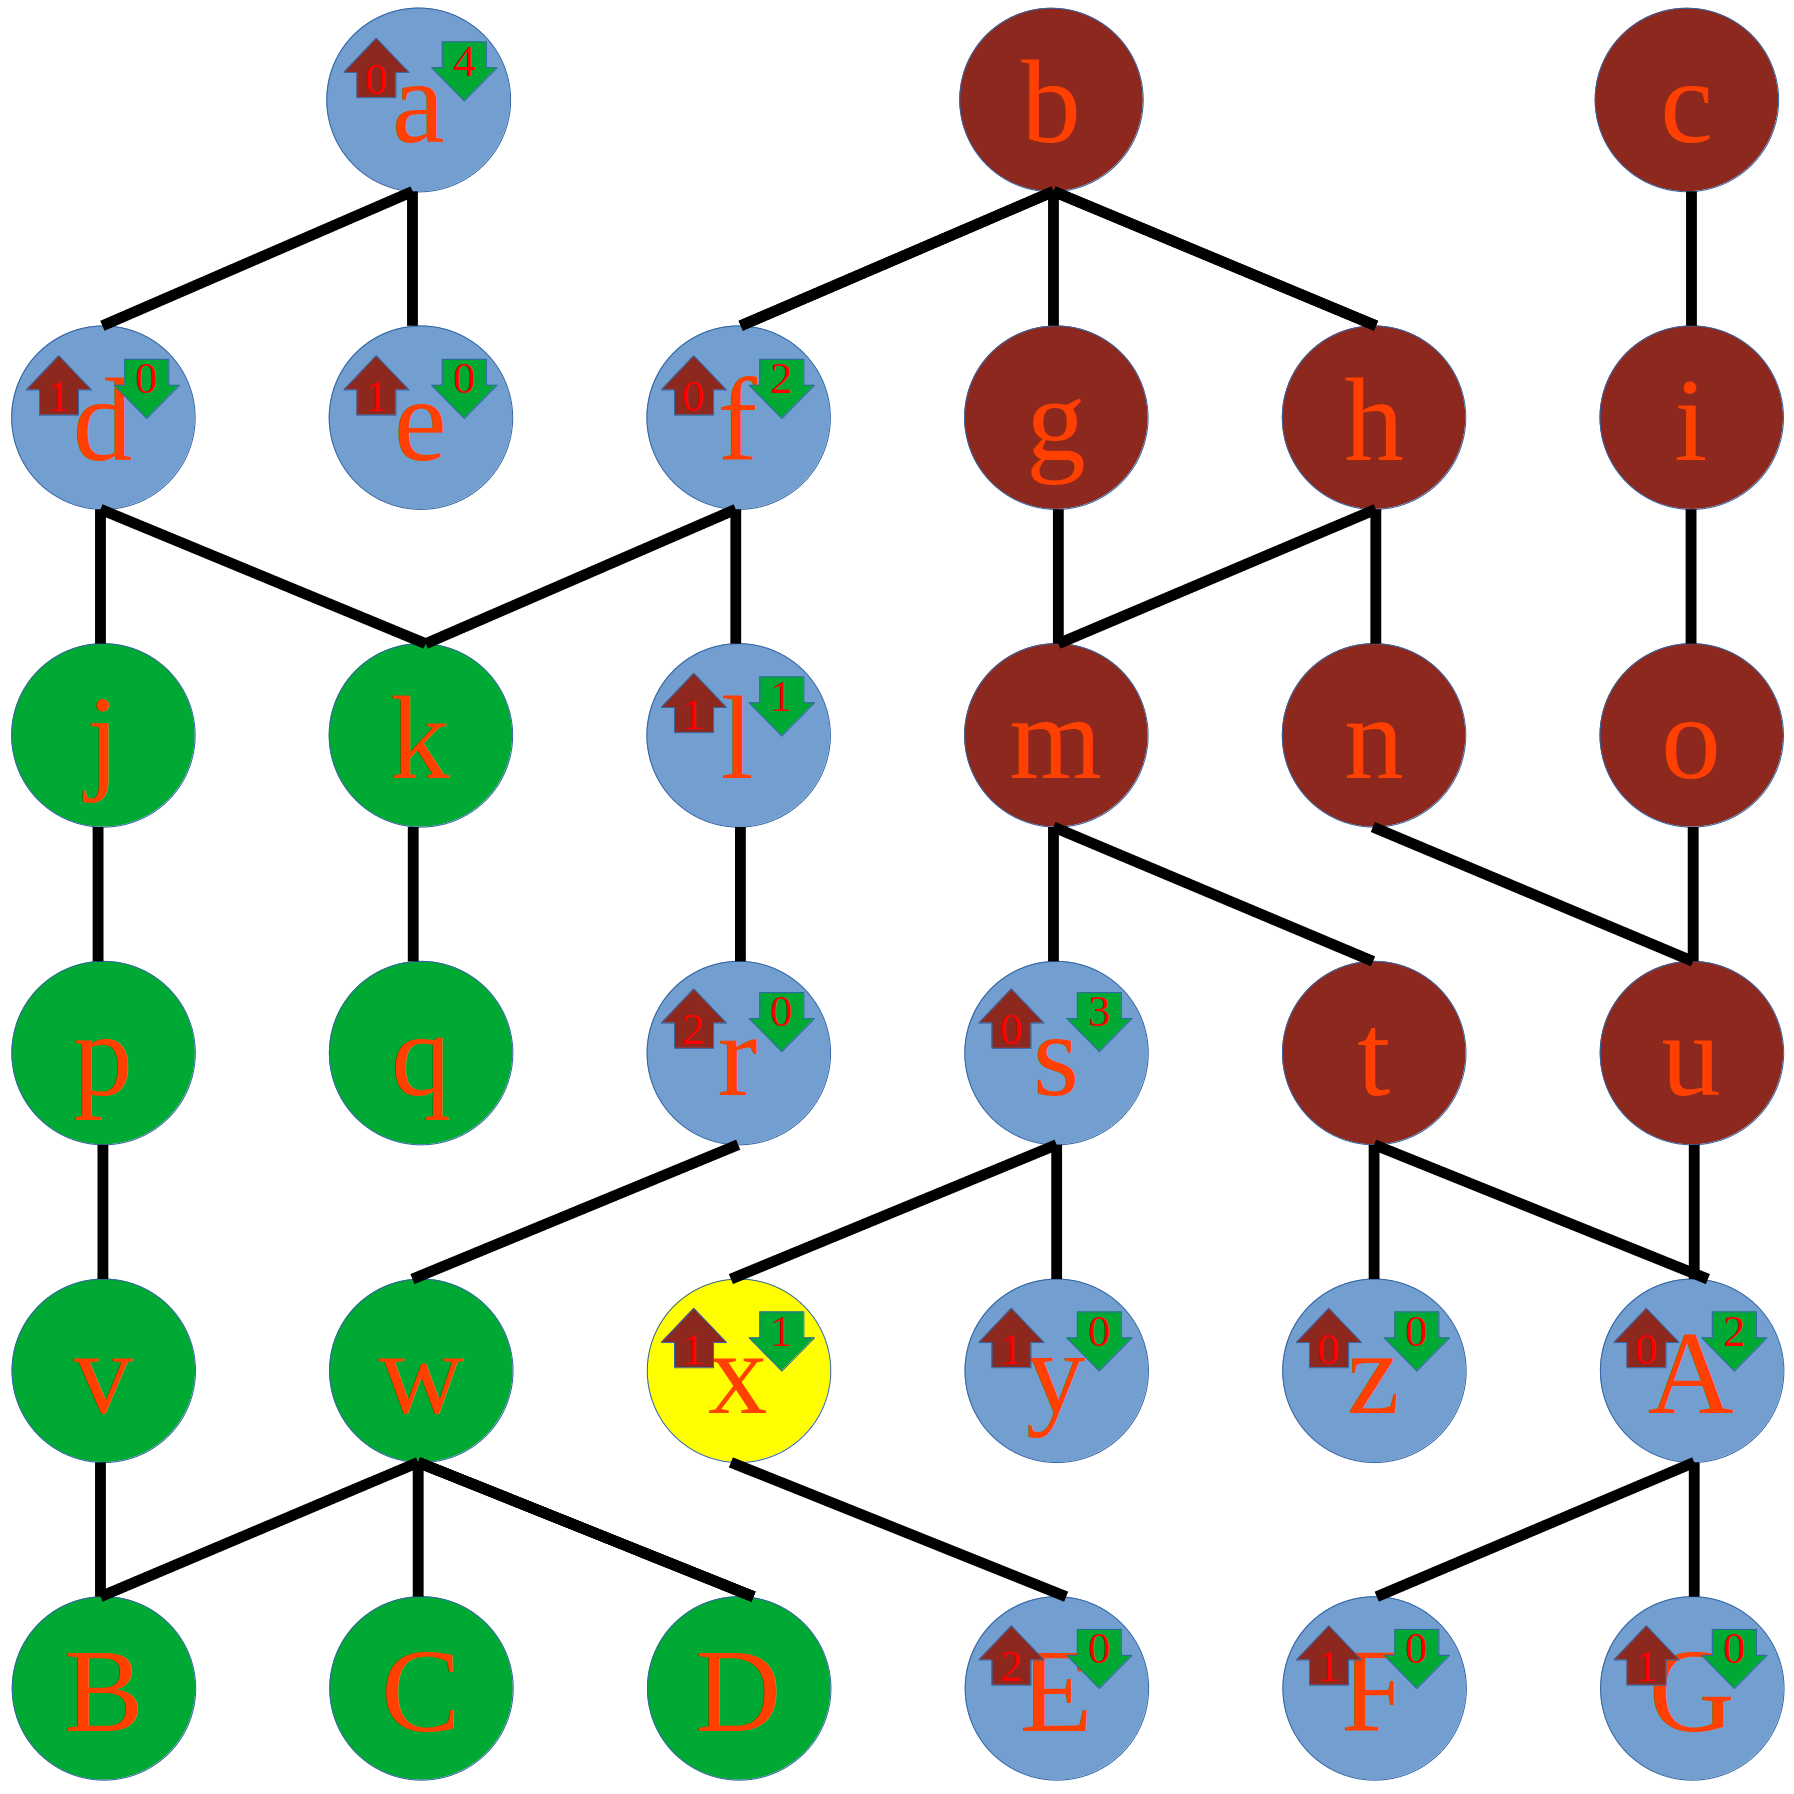 0 4 a b c
1 0 d 1 0 e 0 2 f g h i
j k 1 1 l m n o
p q 2 0 r 0 3 s t u
v w 1 1 x 1 0 y 0 0 z 0 2 A
B C D 2 0 E 1 0 F 1 0 G